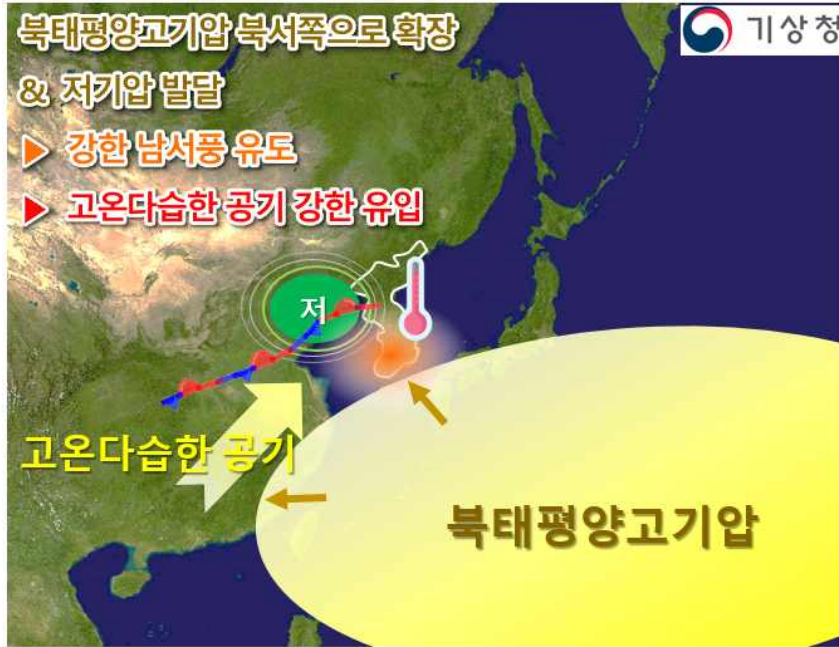 북태평양고기압 북서쪽으로 확장
& 저기압 발달
▶ 강한 남서풍 유도
▶ 고온다습한 공기 강한 유입
기상청
저
고온다습한 공기
북태평양고기압